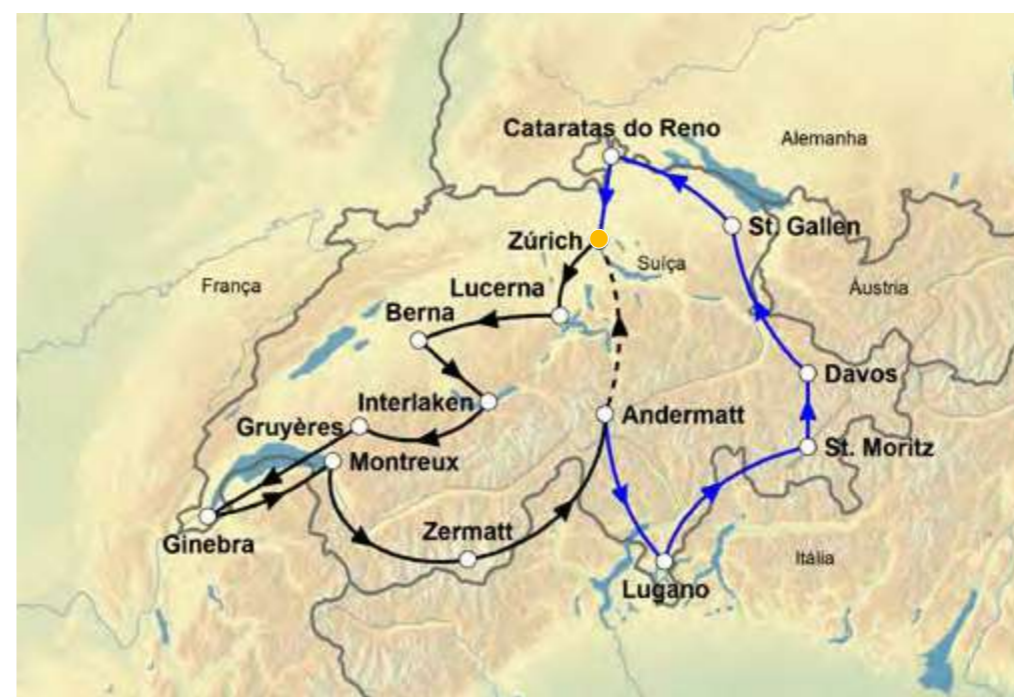 Cataratas do Reno
Alemanha
St. Gallen
Zúrich
Suíça
França
Lucerna
Áustria
Berna
Davos
Interlaken
Andermatt
Gruyères
St. Moritz
Montreux
Zermatt
Ginebra
Itália
Lugano